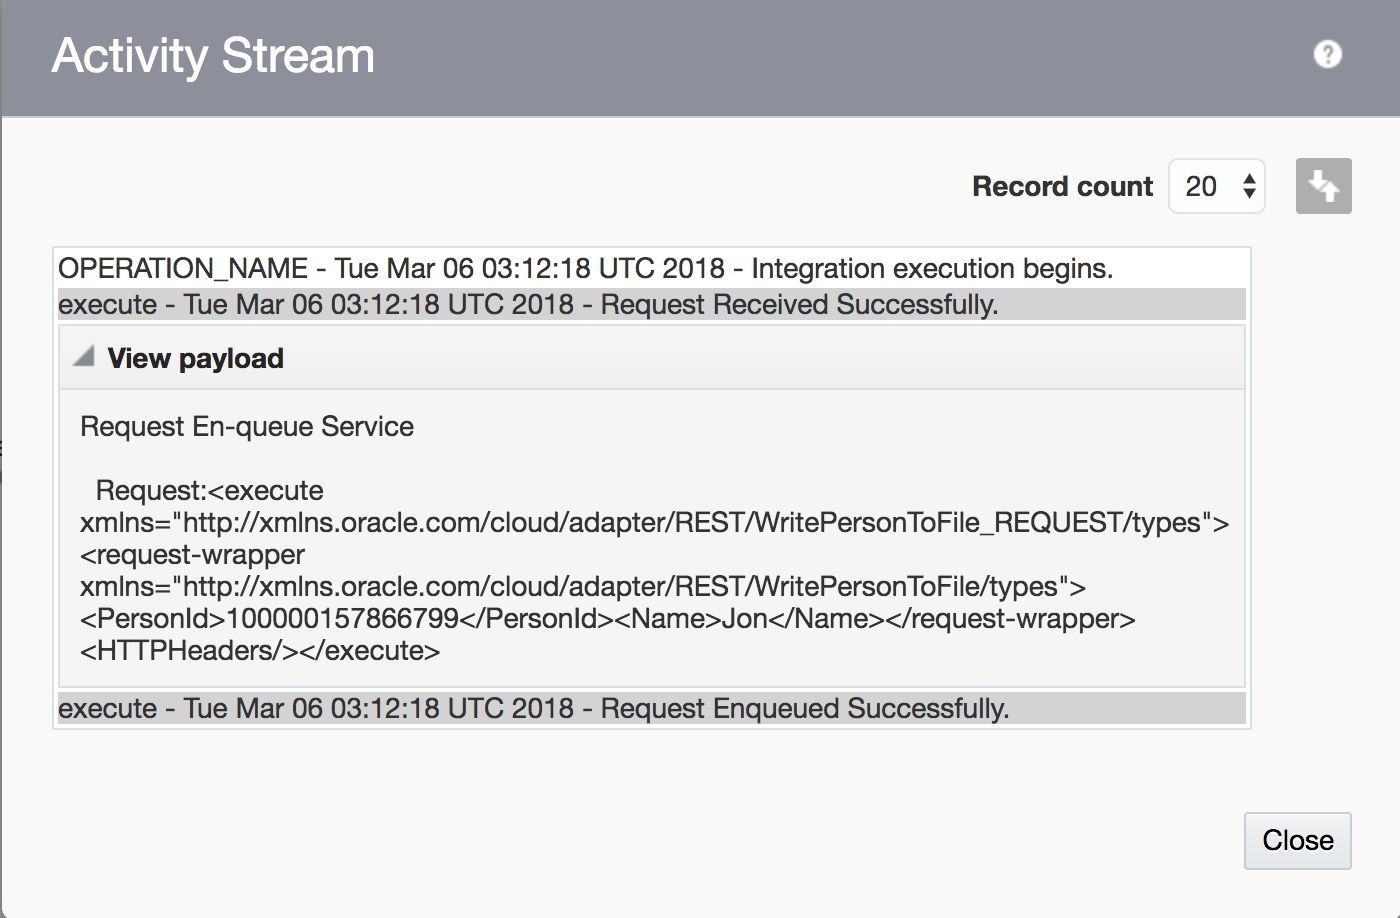 Activity Stream
?
Record count 20
OPERATION_NAME - Tue Mar 06 03:12:18 UTC 2018 - Integration execution begins.
execute - Tue Mar 06 03:12:18 UTC 2018 - Request Received Successfully.
View payload
Request En-queue Service
Request:<execute
xmlns="http://xmlns.oracle.com/cloud/adapter/REST/WritePersonToFile_REQUEST/types">
<request-wrapper
xmlns="http://xmlns.oracle.com/cloud/adapter/REST/WritePersonToFile/types">
<PersonId>100000157866799</PersonId><Name>Jon</Name></request-wrapper>
<HTTPHeaders/></execute>
execute - Tue Mar 06 03:12:18 UTC 2018 - Request Enqueued Successfully.
Close